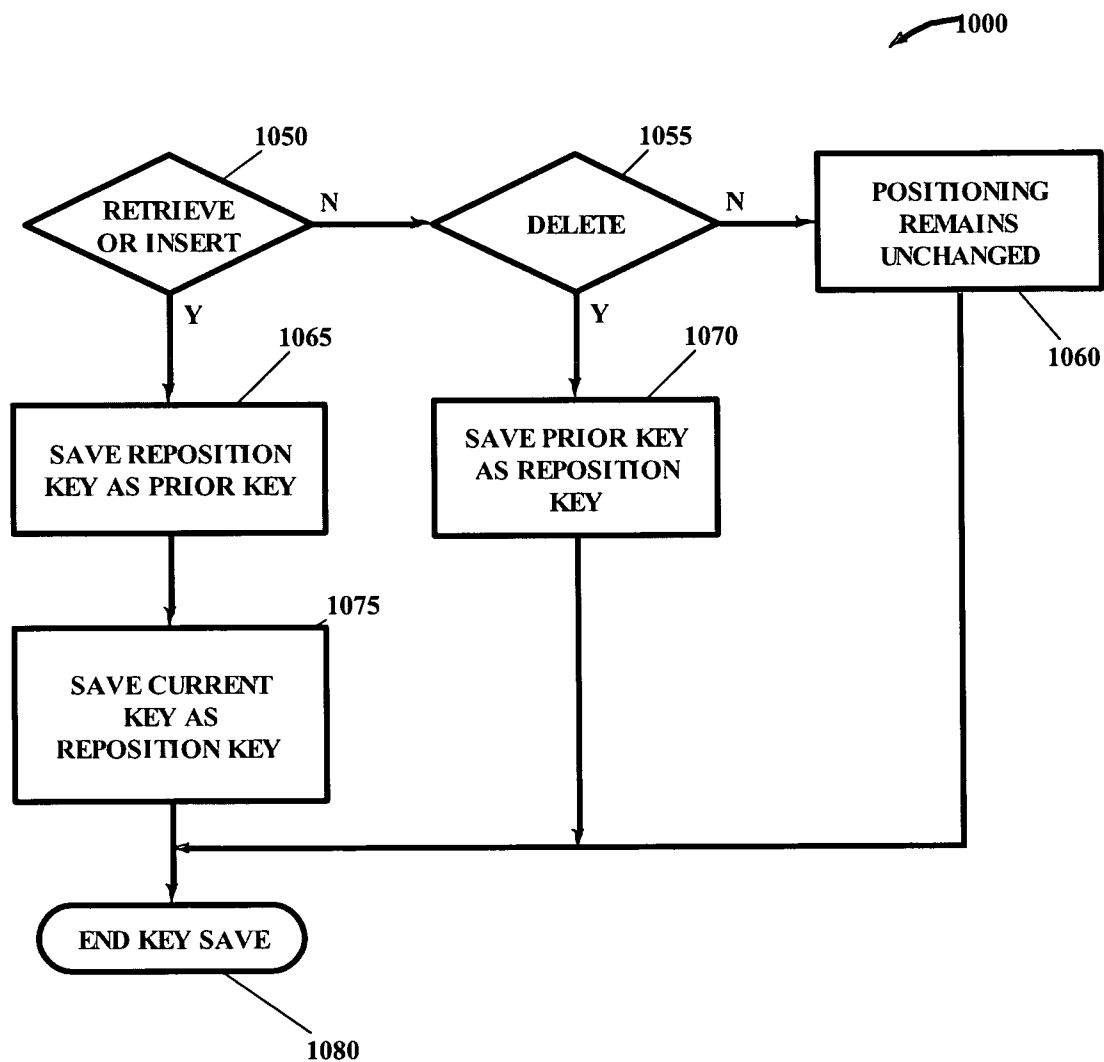 1000
1050
RETRIEVE
OR INSERT
N
Y
1055
DELETE
N
Y
POSITIONING
REMAINS
UNCHANGED
1060
1065
SAVE REPOSITION
KEY AS PRIOR KEY
1070
SAVE PRIOR KEY
AS REPOSITION
KEY
1075
SAVE CURRENT
KEY AS
REPOSITION KEY
END KEY SAVE
1080